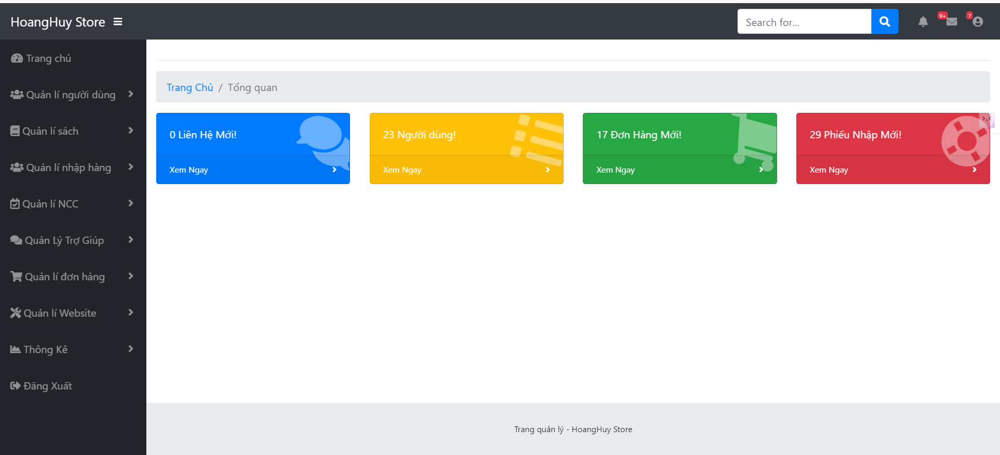 HoangHuy Store
Search for...
9+
7
Trang chủ
Quản lí người dùng
Quản lí sách
Quản lí nhập hàng
Quản lí NCC
Quản Lý Trợ Giúp
Quản lí đơn hàng
Quản lí Website
Thông Kê
Đăng Xuất
Trang Chủ / Tổng quan
0 Liên Hệ Mới!
Xem Ngay
23 Người dùng!
Xem Ngay
17 Đơn Hàng Mới!
Xem Ngay
29 Phiếu Nhập Mới!
Xem Ngay
Trang quản lý - HoangHuy Store